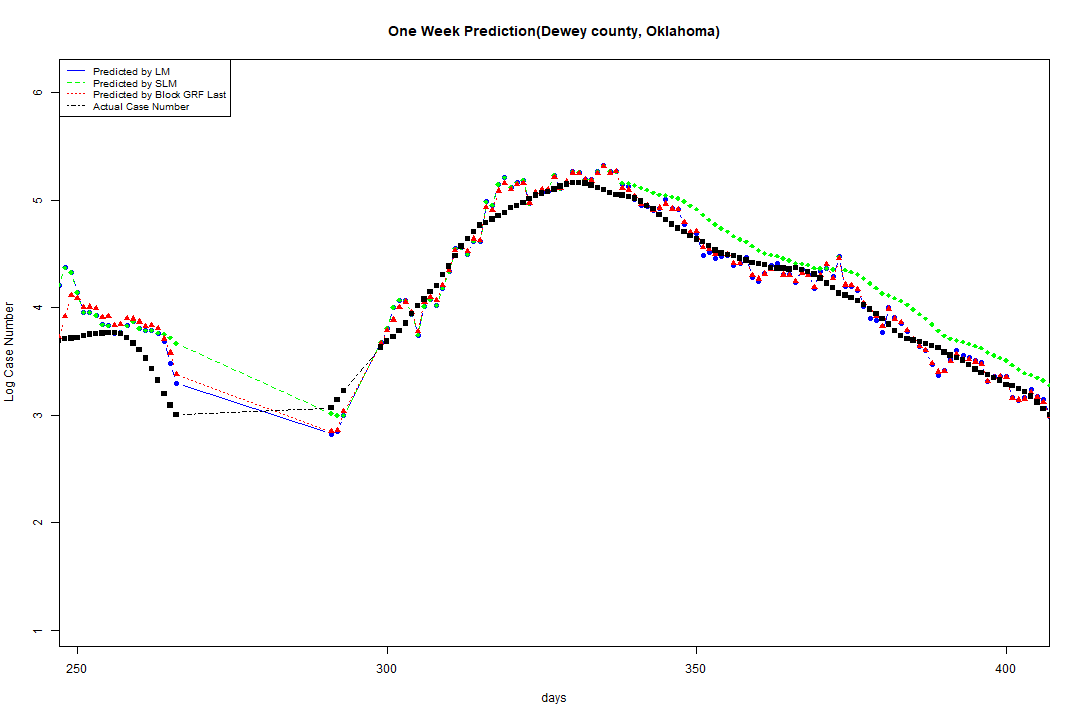 One Week Prediction(Dewey county, Oklahoma)
Predicted by LM
Predicted by SLM
Predicted by Block GRF Last
Actual Case Number
6
5
4
3
2
1
Log Case Number
250
300
350
400
days